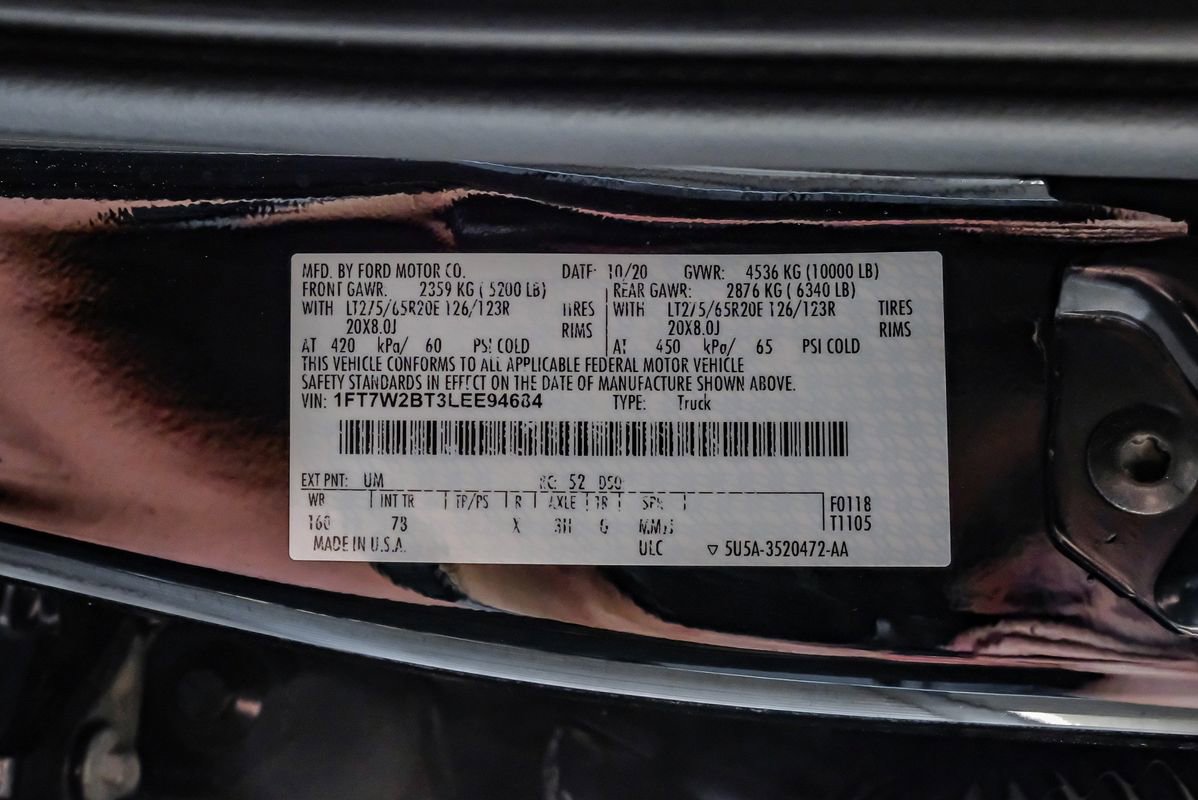 MFD. BY FORD MOTOR CO. DATE: 10/20 GVWR: 4536 KG (10000 LB)
FRONT GAWR: 2359 KG ( 5200 LB) REAR GAWR: 2876 KG ( 6340 LB)
WITH LT275/65R20E 126/123R TIRES WITH LT275/65R20E 126/123R TIRES
20X8.0J RIMS 20X8.0J RIMS
AT 420 kPa/ 60 PSI COLD AT 450 kPa/ 65 PSI COLD
THIS VEHICLE CONFORMS TO ALL APPLICABLE FEDERAL MOTOR VEHICLE
SAFETY STANDARDS IN EFFECT ON THE DATE OF MANUFACTURE SHOWN ABOVE.
VIN: 1FT7W2BT3LEE94684 TYPE: Truck
EXT PNT: UM RC: 52 DSO:
WB INT TR TP/PS R AXLE TR SPR F0118
160 78 X 3H G T1105
MADE IN U.S.A. ULC ▽ 5U5A-3520472-AA